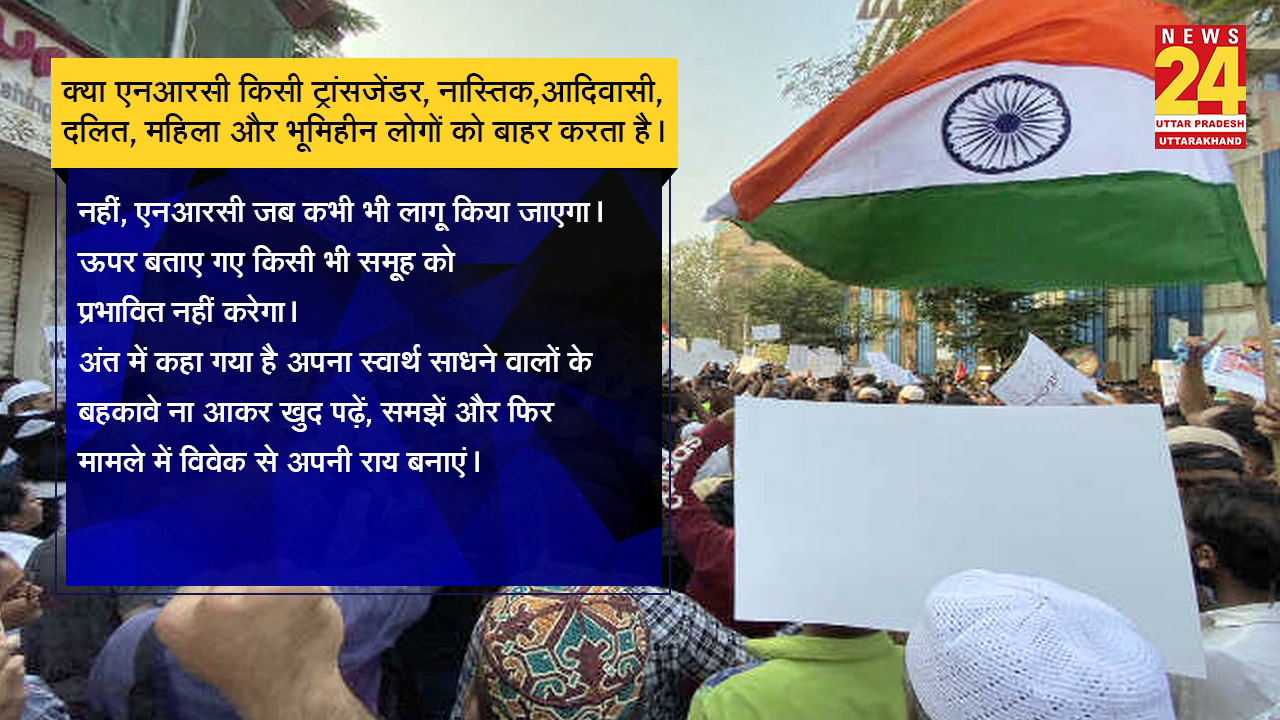 क्या एनआरसी किसी ट्रांसजेंडर, नास्तिक,आदिवासी,
दलित, महिला और भूमिहीन लोगों को बाहर करता है।
नहीं, एनआरसी जब कभी भी लागू किया जाएगा।
ऊपर बताए गए किसी भी समूह को
प्रभावित नहीं करेगा।
अंत में कहा गया है अपना स्वार्थ साधने वालों के
बहकावे ना आकर खुद पढ़ें, समझें और फिर
मामले में विवेक से अपनी राय बनाएं।
NEWS
24
UTTAR PRADESH
UTTARAKHAND